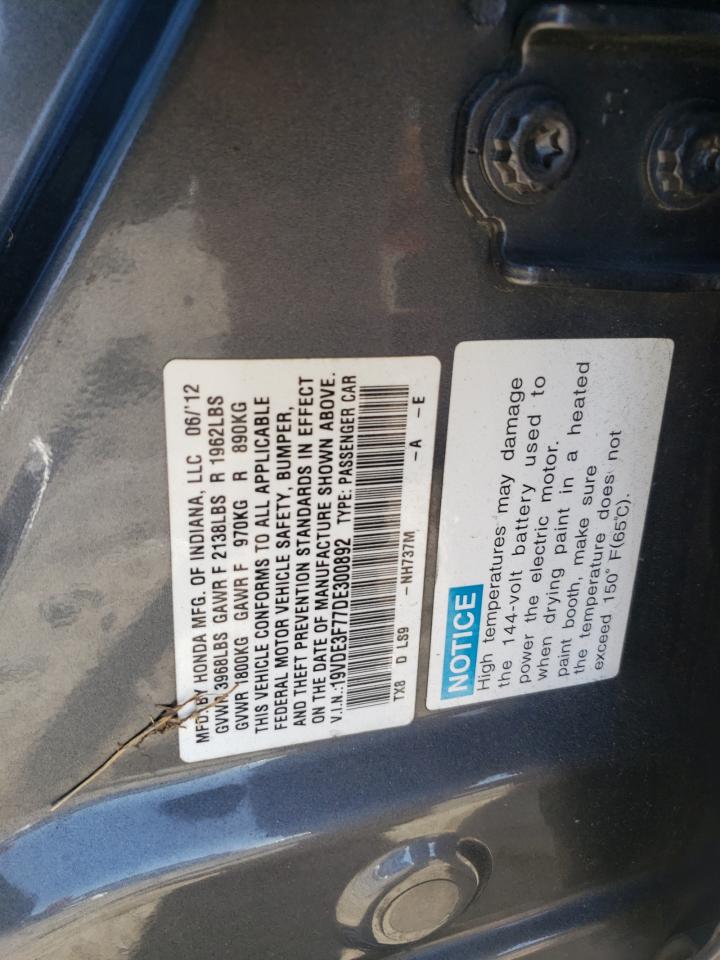 MFD. BY HONDA MFG. OF INDIANA, LLC 06/'12
GVWR 3968LBS GAWR F 2138LBS R 1962LBS
GVWR 1800KG GAWR F 970KG R 890KG
THIS VEHICLE CONFORMS TO ALL APPLICABLE
FEDERAL MOTOR VEHICLE SAFETY, BUMPER,
AND THEFT PREVENTION STANDARDS IN EFFECT
ON THE DATE OF MANUFACTURE SHOWN ABOVE.
V.I.N.:19VDE3F77DE300892 TYPE: PASSENGER CAR
TX8 D LS9 - NH737M -A -E
NOTICE
High temperatures may damage
the 144-volt battery used to
power the electric motor.
when drying paint in a heated
paint booth, make sure
the temperature does not
exceed 150° F(65°C).